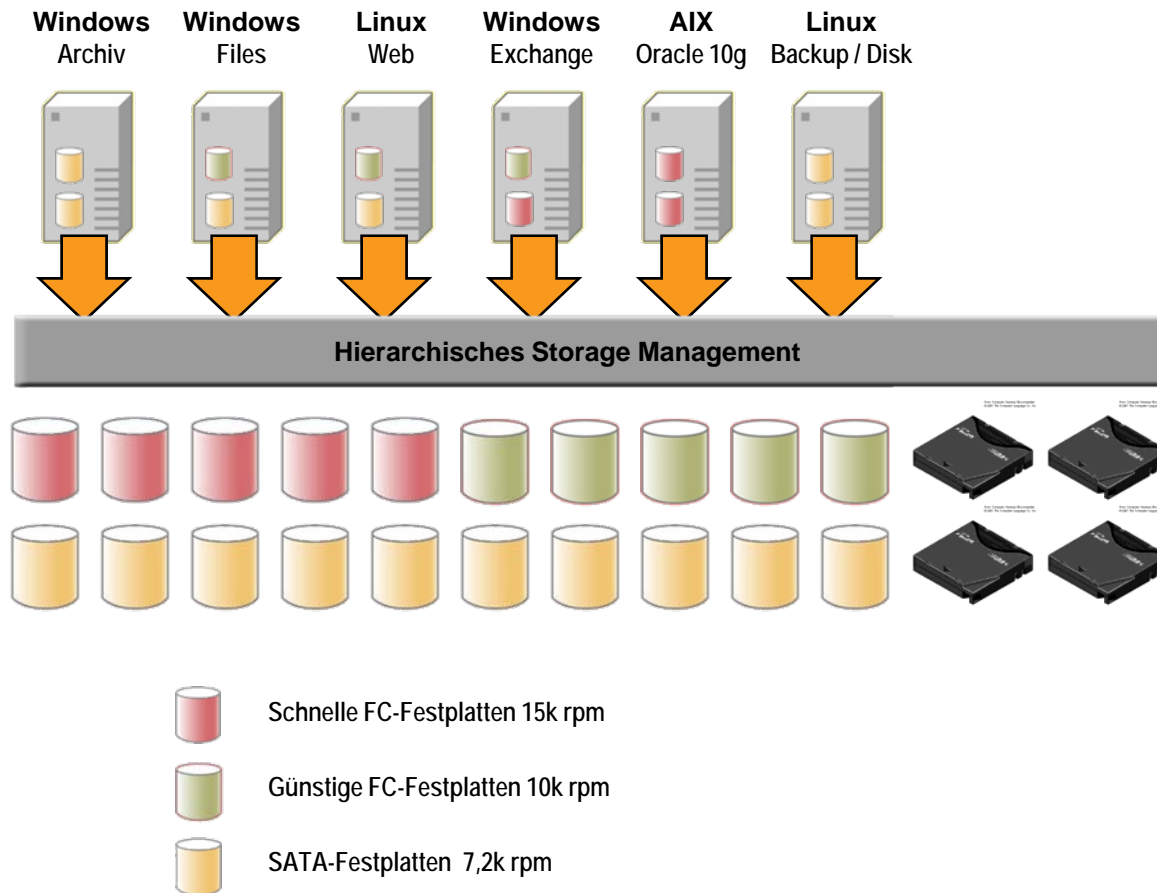 Windows
Archiv
Windows
Files
Linux
Web
Windows
Exchange
AIX
Oracle 10g
Linux
Backup / Disk
Hierarchisches Storage Management
Schnelle FC-Festplatten 15k rpm
Günstige FC-Festplatten 10k rpm
SATA-Festplatten 7,2k rpm